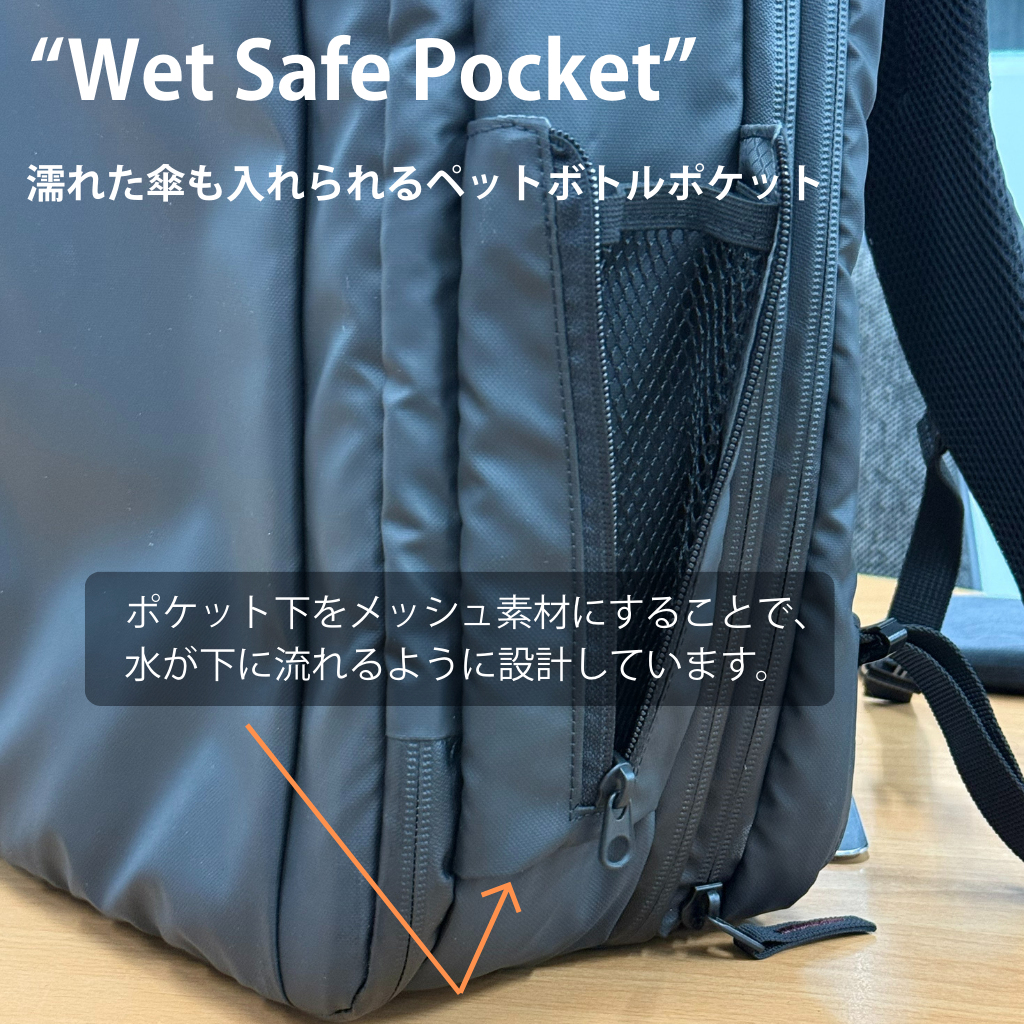 “Wet Safe Pocket”
濡れた傘も入れられるペットボトルポケット
ポケット下をメッシュ素材にすることで、
水が下に流れるように設計しています。